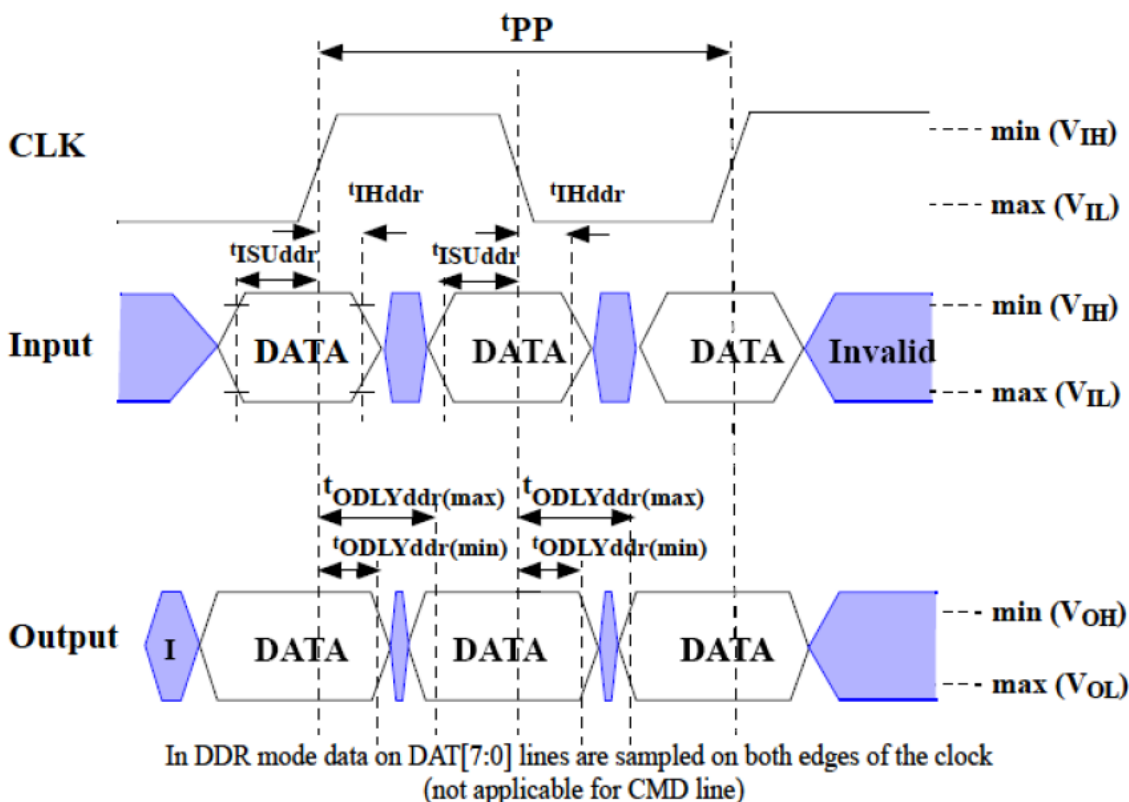 tPP
CLK
min (VIH)
max (VIL)
tIHddr
tIHddr
tISUddr
tISUddr
Input
DATA
DATA
DATA
Invalid
min (VIH)
max (VIL)
tODLYddr(max)
tODLYddr(max)
tODLYddr(min)
tODLYddr(min)
Output
I
DATA
DATA
DATA
min (VOH)
max (VOL)
In DDR mode data on DAT[7:0] lines are sampled on both edges of the clock
(not applicable for CMD line)